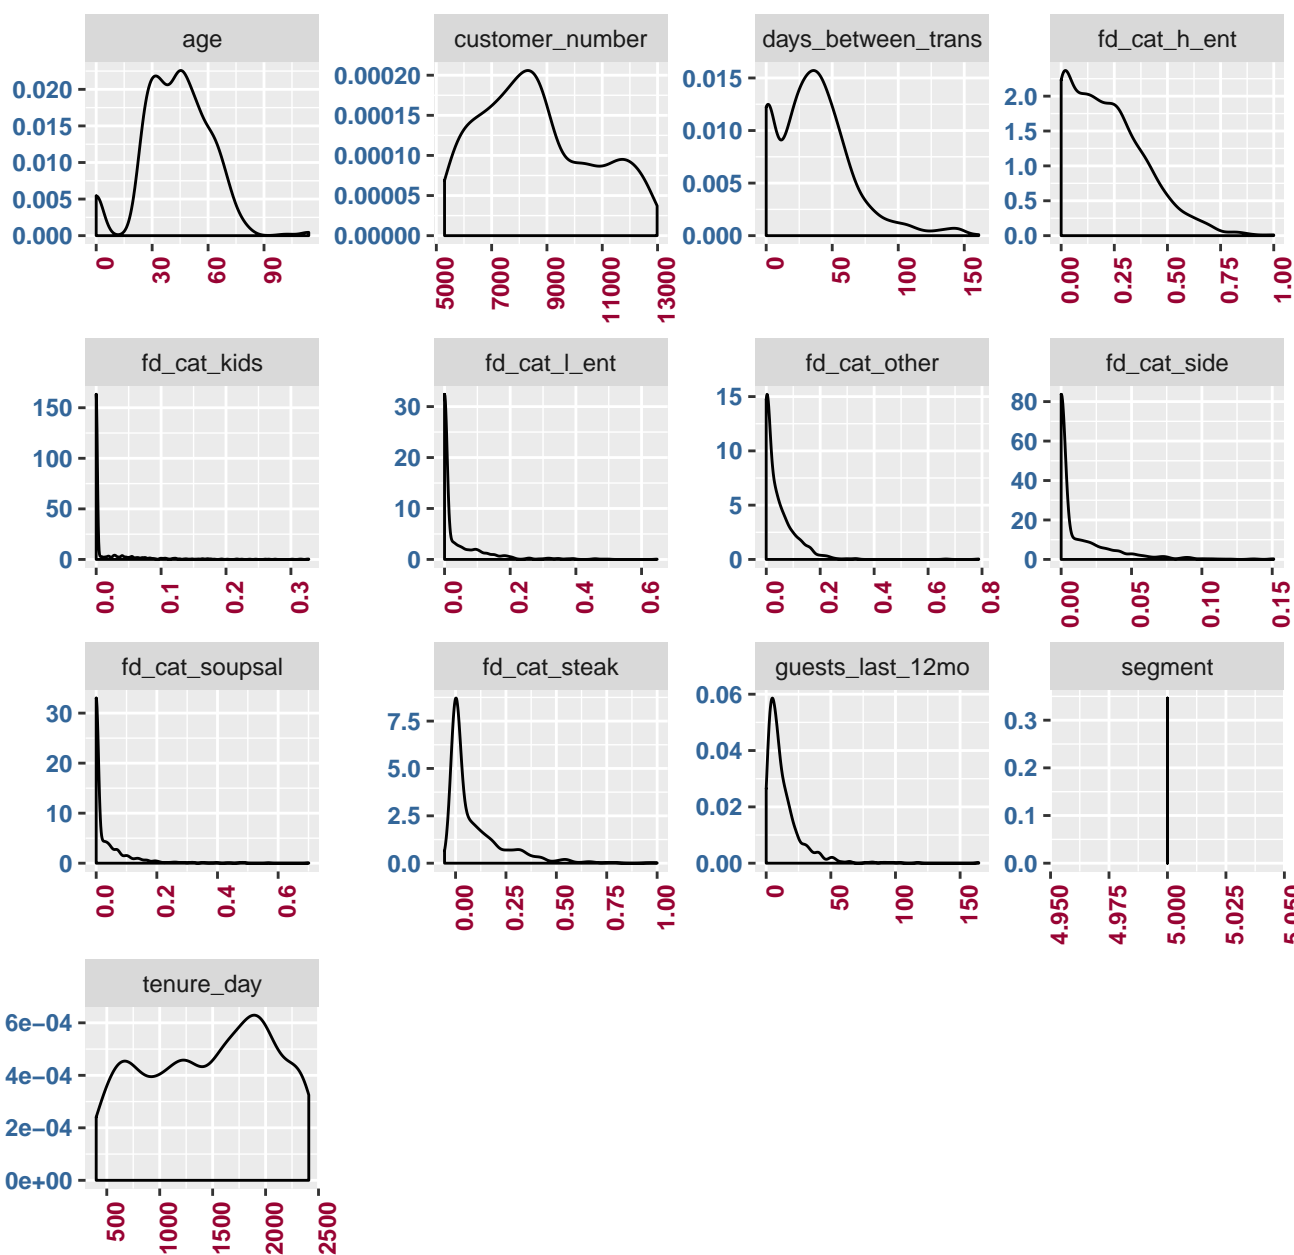 age
customer_number
days_between_trans
fd_cat_h_ent
0.020
0.015
0.010
0.005
0.000
0 30 60 90
0.00020
0.00015
0.00010
0.00005
0.00000
5000 7000 9000 11000 13000
0.015
0.010
0.005
0.000
0 50 100 150
2.0
1.5
1.0
0.5
0.0
0.00 0.25 0.50 0.75 1.00
fd_cat_kids
fd_cat_l_ent
fd_cat_other
fd_cat_side
150
100
50
0
0.0 0.1 0.2 0.3
30
20
10
0
0.0 0.2 0.4 0.6
15
10
5
0
0.0 0.2 0.4 0.6 0.8
80
60
40
20
0
0.00 0.05 0.10 0.15
fd_cat_soupsal
fd_cat_steak
guests_last_12mo
segment
30
20
10
0
0.0 0.2 0.4 0.6
7.5
5.0
2.5
0.0
0.00 0.25 0.50 0.75 1.00
0.06
0.04
0.02
0.00
0 50 100 150
0.3
0.2
0.1
0.0
4.950 4.975 5.000 5.025 5.050
tenure_day
6e−04
4e−04
2e−04
0e+00
500 1000 1500 2000 2500